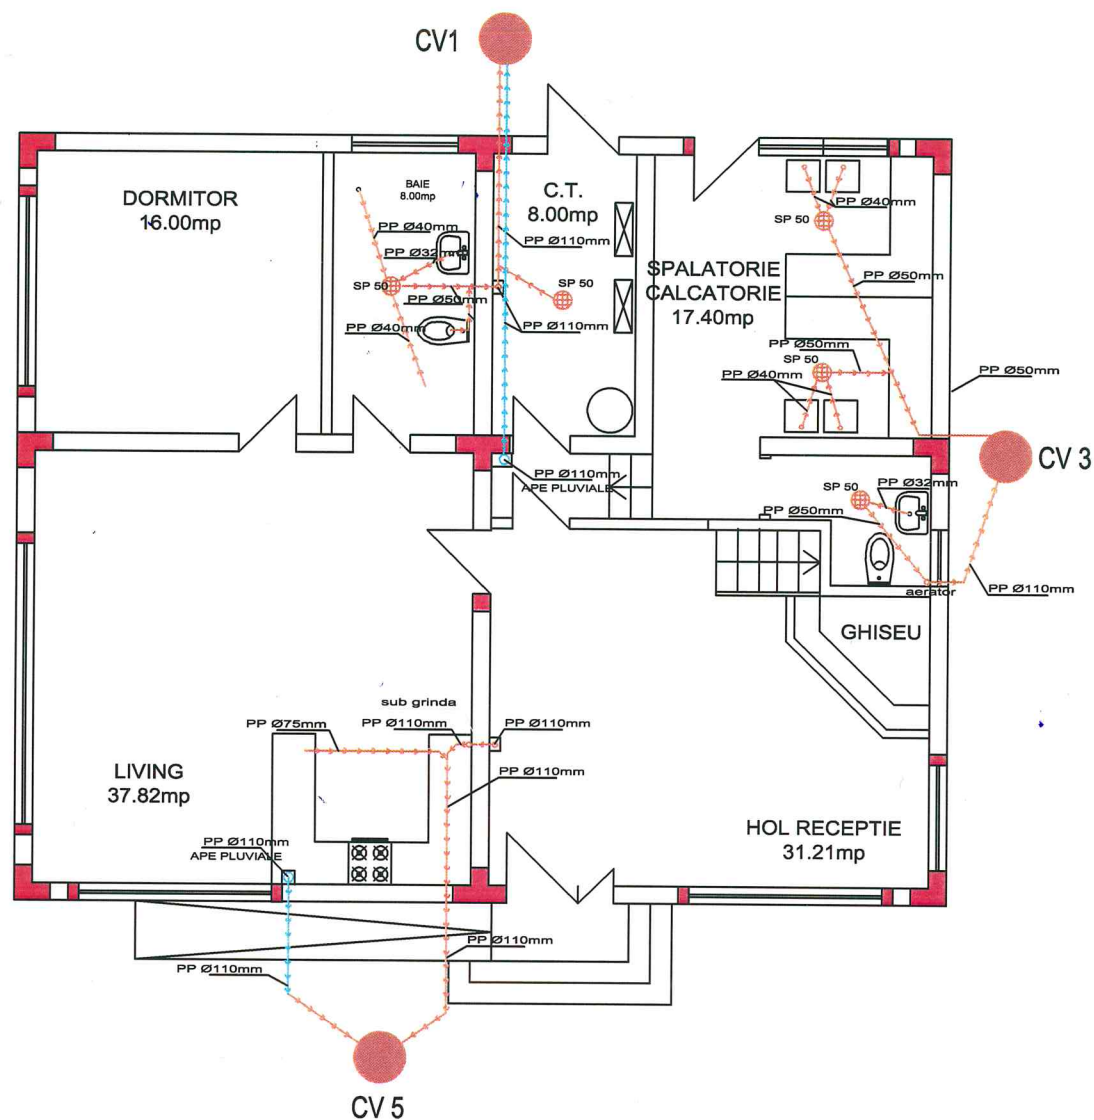 CV1
DORMITOR
16.00mp
BAIE
8.00mp
C.T.
8.00mp
PP Ø40mm
PP Ø32mm
SP 50
PP Ø50mm
PP Ø40mm
PP Ø110mm
SP 50
PP Ø110mm
PP Ø40mm
SP 50
PP Ø50mm
SPALATORIE
CALCATORIE
17.40mp
PP Ø50mm
SP 50
PP Ø40mm
PP Ø50mm
CV 3
PP Ø110mm
APE PLUVIALE
SP 50
PP Ø32mm
PP Ø50mm
aerator
PP Ø110mm
GHISEU
sub grinda
PP Ø75mm
PP Ø110mm
PP Ø110mm
PP Ø110mm
LIVING
37.82mp
HOL RECEPTIE
31.21mp
PP Ø110mm
APE PLUVIALE
PP Ø110mm
PP Ø110mm
CV 5